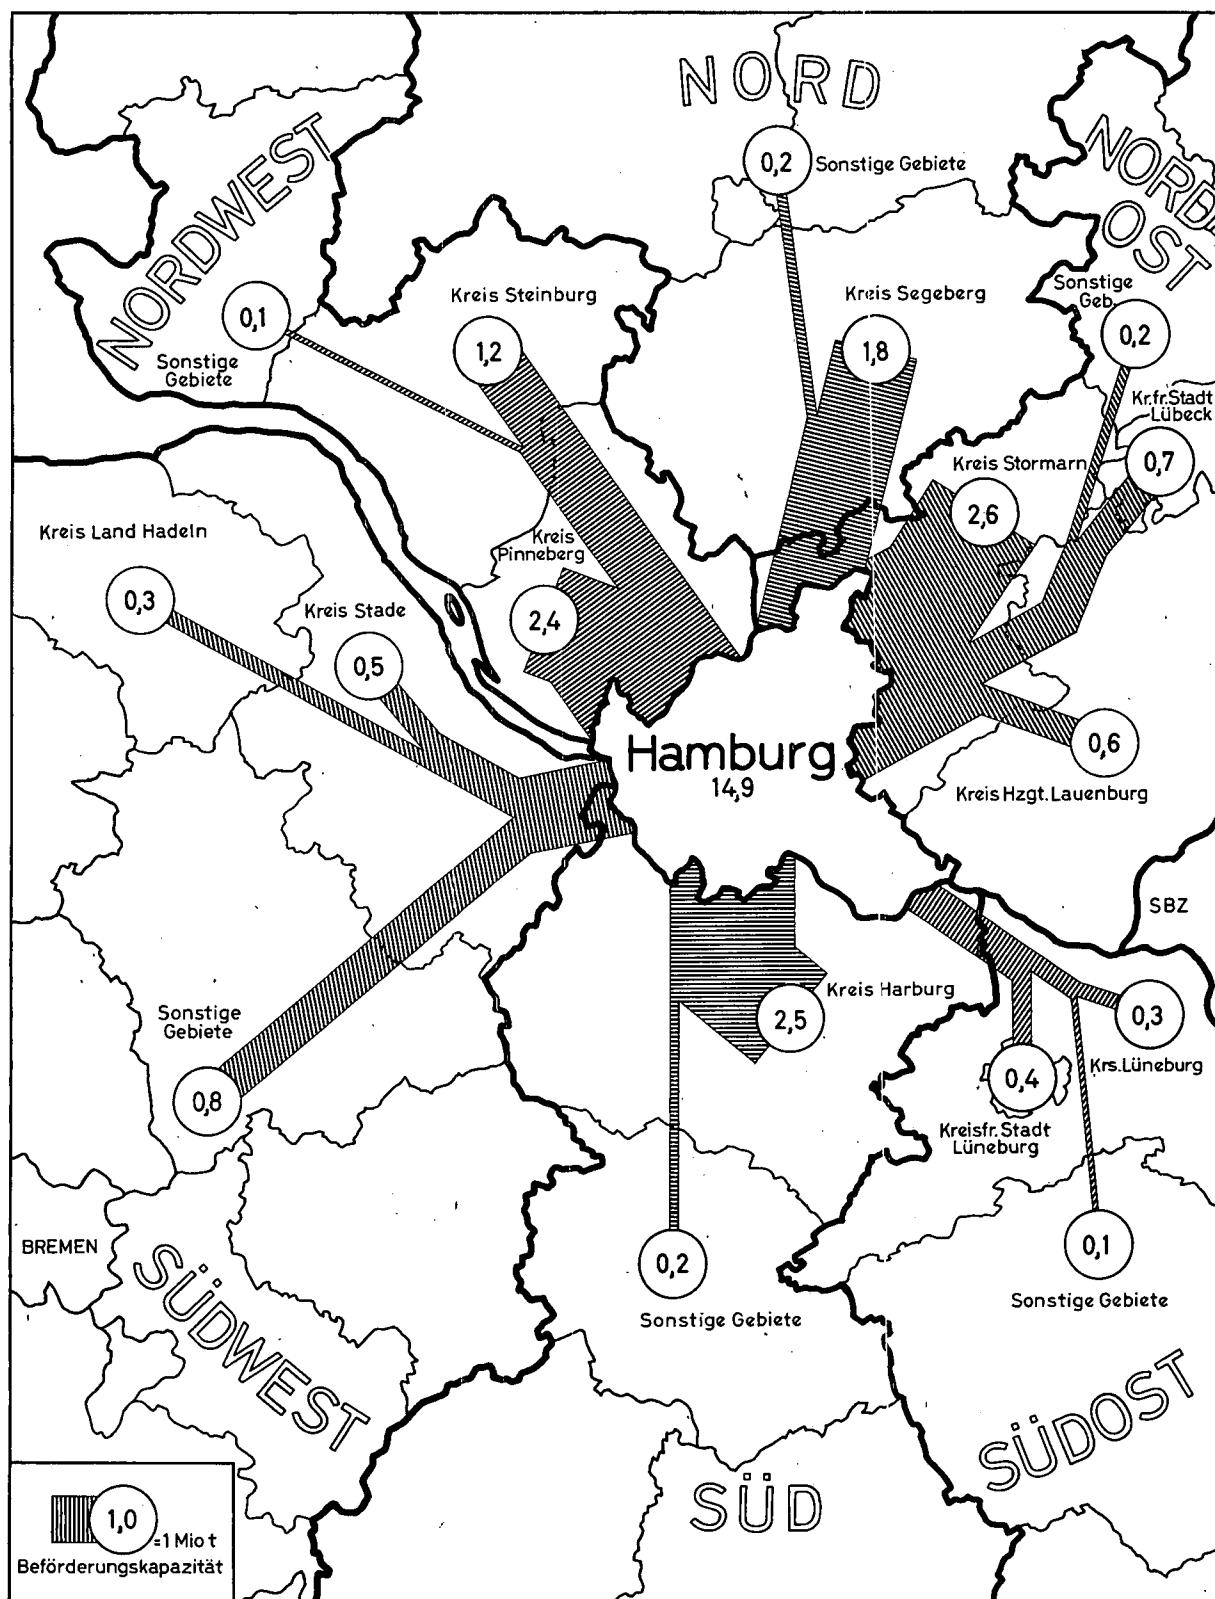 NORD
NORDWEST
NORD-
OST
0,2
Sonstige Gebiete
Kreis Steinburg
Kreis Segeberg
Sonstige
Geb.
0,1
1,2
1,8
0,2
Sonstige
Gebiete
Kr.fr.Stadt
Lübeck
Kreis Stormarn
0,7
2,6
Kreis Land Hadeln
Kreis
Pinneberg
0,3
Kreis Stade
2,4
0,5
Hamburg
14,9
0,6
Kreis Hzgt. Lauenburg
SBZ
Kreis Harburg
Sonstige
Gebiete
2,5
0,3
Krs.Lüneburg
0,8
0,4
Kreisfr. Stadt
Lüneburg
BREMEN
0,2
0,1
Sonstige Gebiete
Sonstige Gebiete
SÜDWEST
SÜDOST
SÜD
1,0
=1 Mio t
Beförderungskapazität